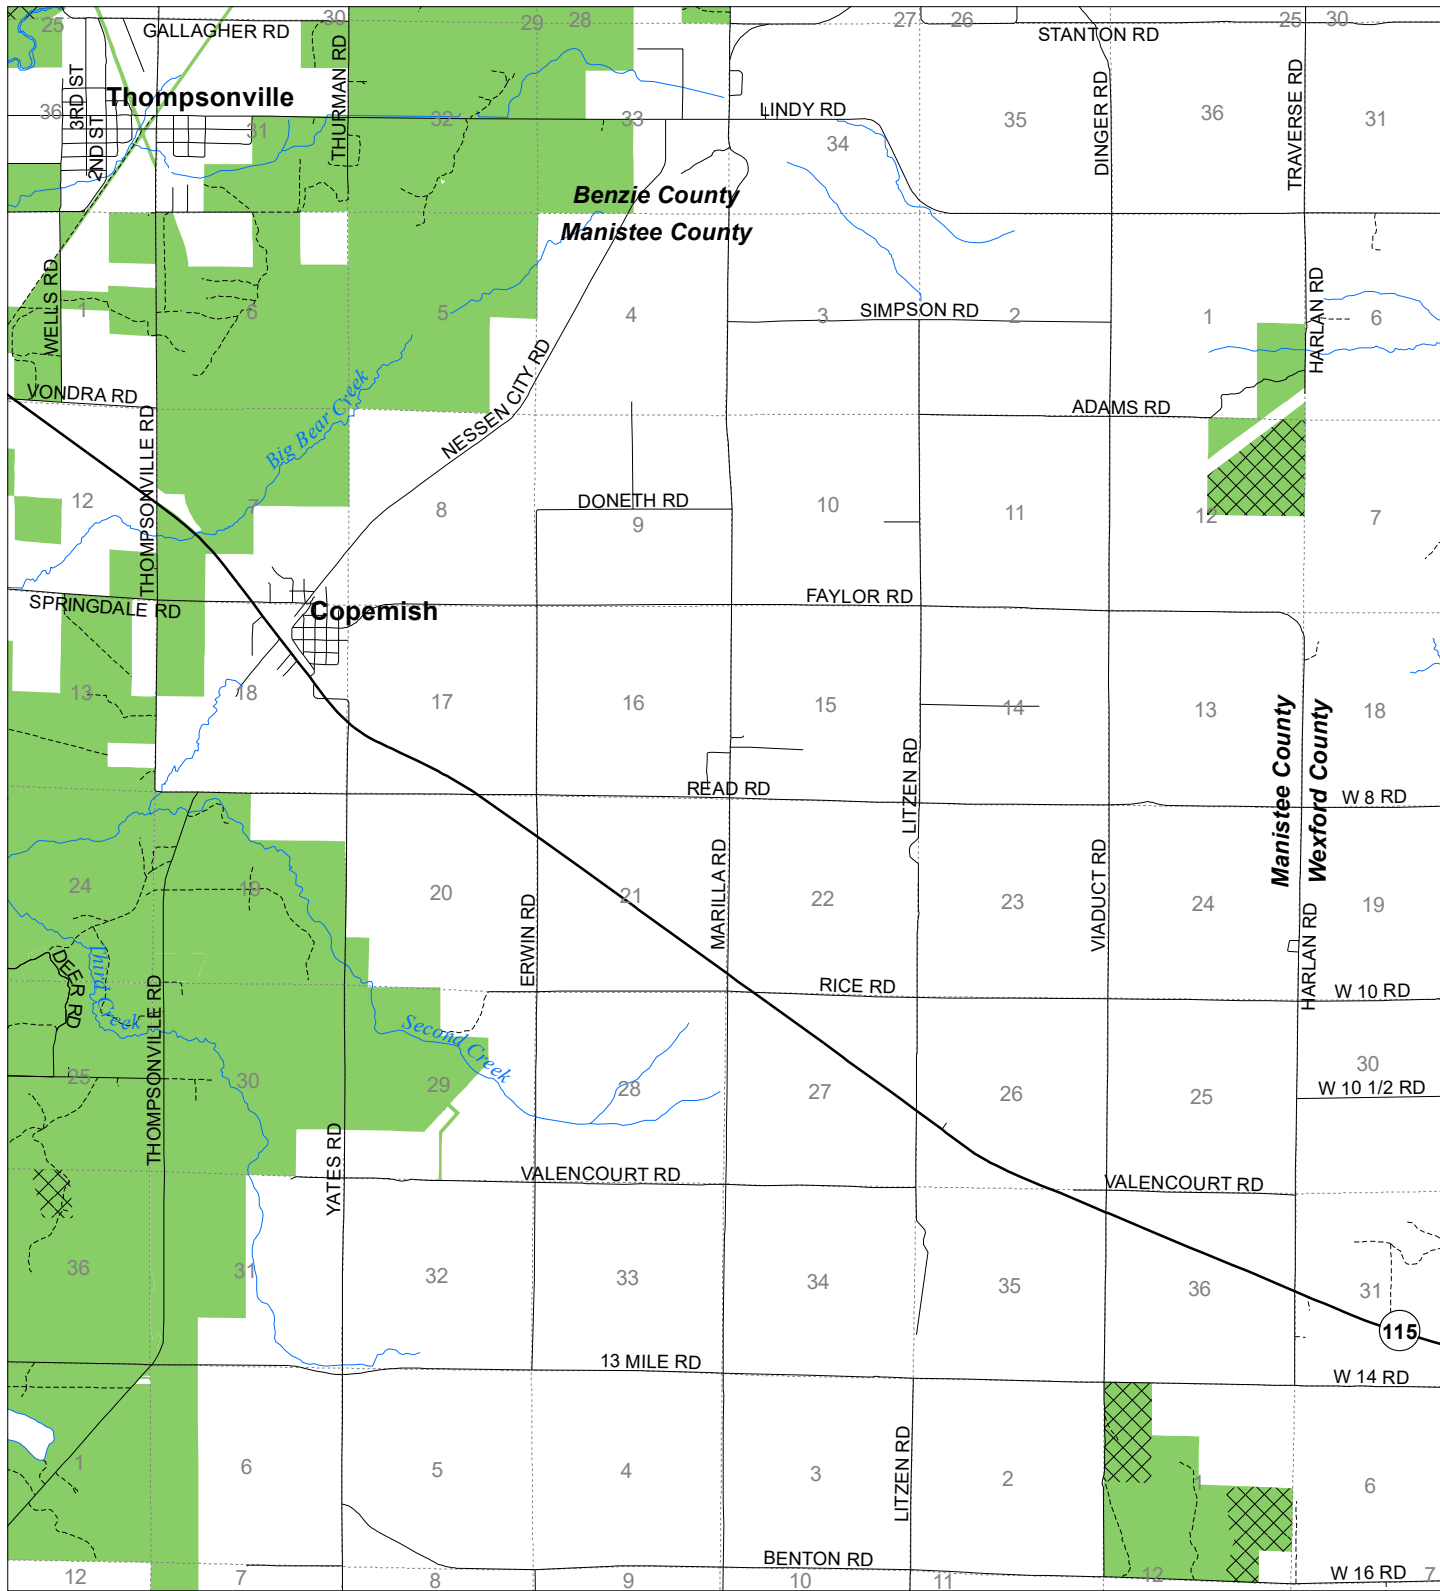 25
30
29
28
27
26
25
30
GALLAGHER RD
STANTON RD
3RD ST
THURMAN RD
DINGER RD
TRAVERSE RD
Thompsonville
36
31
32
33
LINDY RD
34
35
36
31
2ND ST
Benzie County
Manistee County
WELLS RD
1
6
5
4
3
SIMPSON RD
2
1
HARLAN RD
6
VONDRA RD
THOMPSONVILLE RD
Big Bear Creek
NESSEN CITY RD
ADAMS RD
12
7
8
DONETH RD
9
10
11
12
7
SPRINGDALE RD
Copemish
FAYLOR RD
13
18
17
16
15
14
13
Manistee County
Wexford County
18
READ RD
LITZEN RD
W 8 RD
24
19
20
ERWIN RD
21
MARILLA RD
22
23
VIADUCT RD
24
HARLAN RD
19
DEER RD
Third Creek
THOMPSONVILLE RD
Second Creek
RICE RD
W 10 RD
25
30
29
28
27
26
25
30
W 10 1/2 RD
YATES RD
VALENCOURT RD
VALENCOURT RD
36
31
32
33
34
35
36
31
115
13 MILE RD
W 14 RD
1
6
5
4
3
LITZEN RD
2
1
6
BENTON RD
W 16 RD
12
7
8
9
10
11
12
7